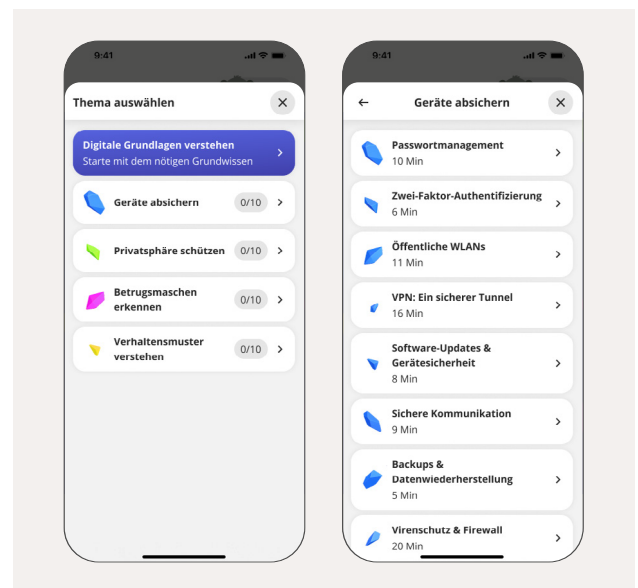 9:41
Thema auswählen
Digitale Grundlagen verstehen
Starte mit dem nötigen Grundwissen
Geräte absichern 0/10
Privatsphäre schützen 0/10
Betrugsmaschen
erkennen
0/10
Verhaltensmuster
verstehen
0/10
9:41
Geräte absichern
Passwortmanagement
10 Min
Zwei-Faktor-Authentifizierung
6 Min
Öffentliche WLANs
11 Min
VPN: Ein sicherer Tunnel
16 Min
Software-Updates &
Gerätesicherheit
8 Min
Sichere Kommunikation
9 Min
Backups &
Datenwiederherstellung
5 Min
Virenschutz & Firewall
20 Min